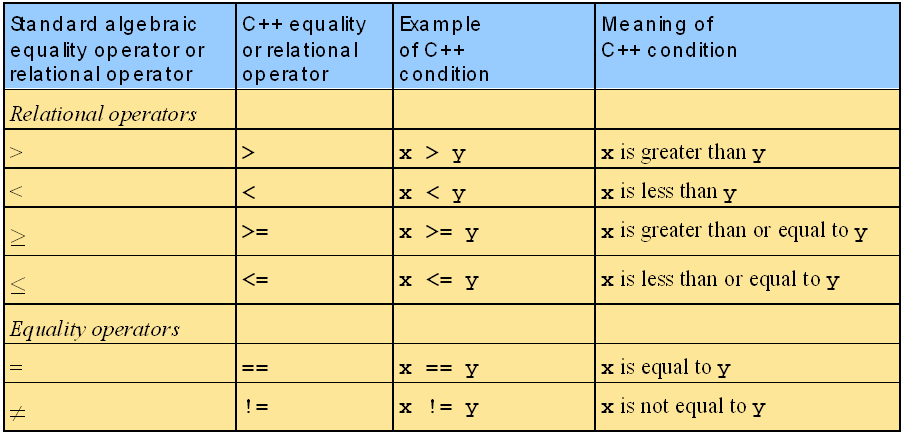 Standard algebraic equality operator or relational operator
C++ equality or relational operator
Example of C++ condition
Meaning of C++ condition
Relational operators
> > x > y x is greater than y
< < x < y x is less than y
≥ >= x >= y x is greater than or equal to y
≤ <= x <= y x is less than or equal to y
Equality operators
= == x == y x is equal to y
≠ != x != y x is not equal to y